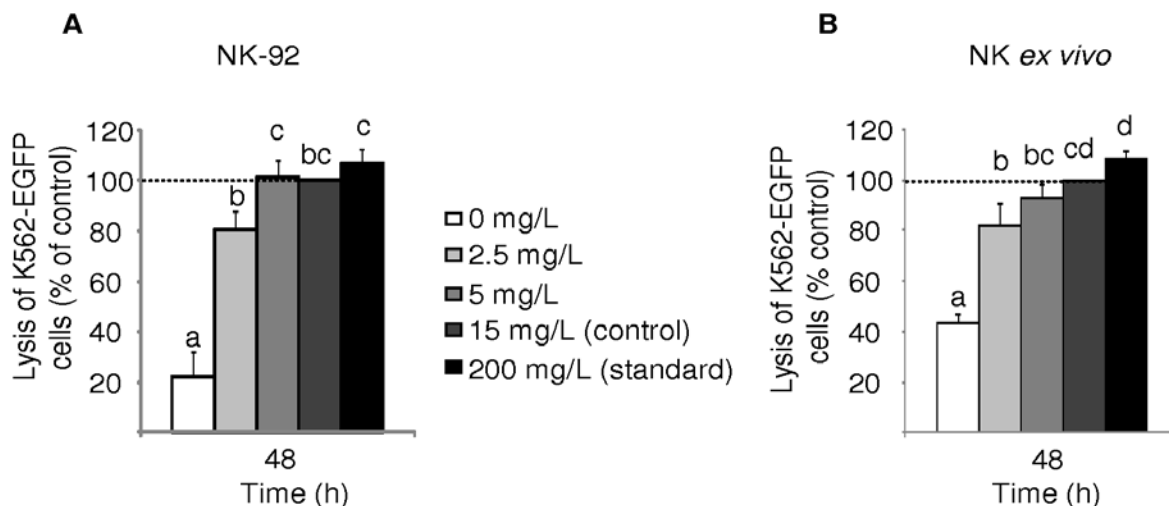 A
NK-92
Lysis of K562-EGFP
cells (% of control)
120
100
80
60
40
20
a
b
c
bc
c
48
Time (h)
0 mg/L
2.5 mg/L
5 mg/L
15 mg/L (control)
200 mg/L (standard)
B
NK ex vivo
Lysis of K562-EGFP
cells (% control)
120
100
80
60
40
20
a
b
bc
cd
d
48
Time (h)